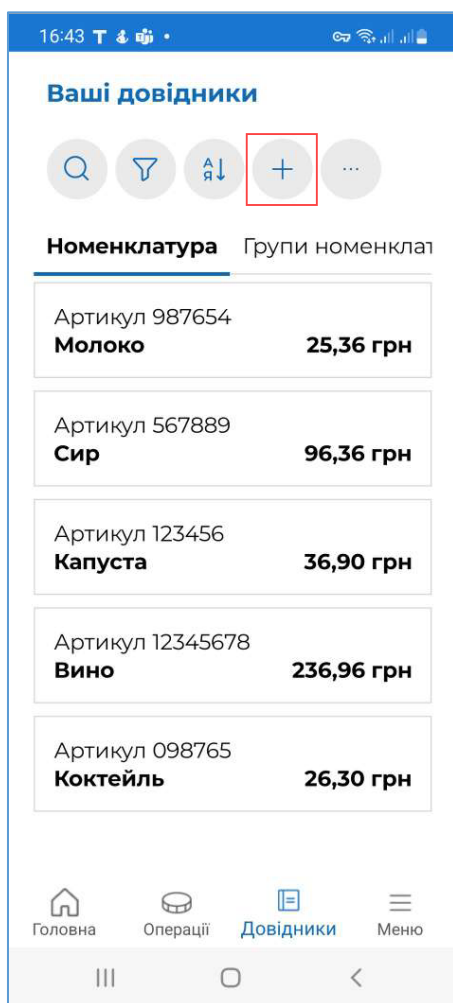 16:43
Ваші довідники
Номенклатура Групи номенклат
Артикул 987654
Молоко 25,36 грн
Артикул 567889
Сир 96,36 грн
Артикул 123456
Капуста 36,90 грн
Артикул 12345678
Вино 236,96 грн
Артикул 098765
Коктейль 26,30 грн
Головна Операції Довідники Меню